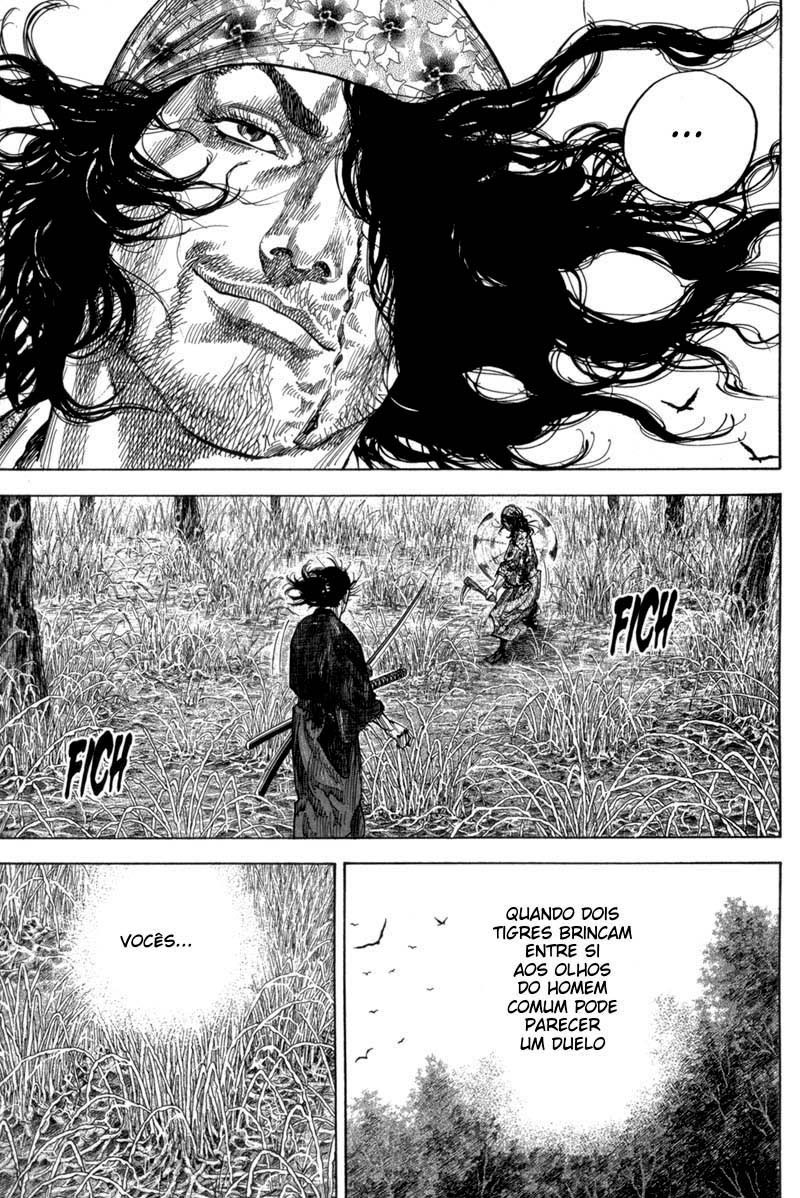 ...
FICH
FICH
QUANDO DOIS
TIGRES BRINCAM
ENTRE SI
AOS OLHOS
DO HOMEM
COMUM PODE
PARECER
UM DUELO
VOCÊS...